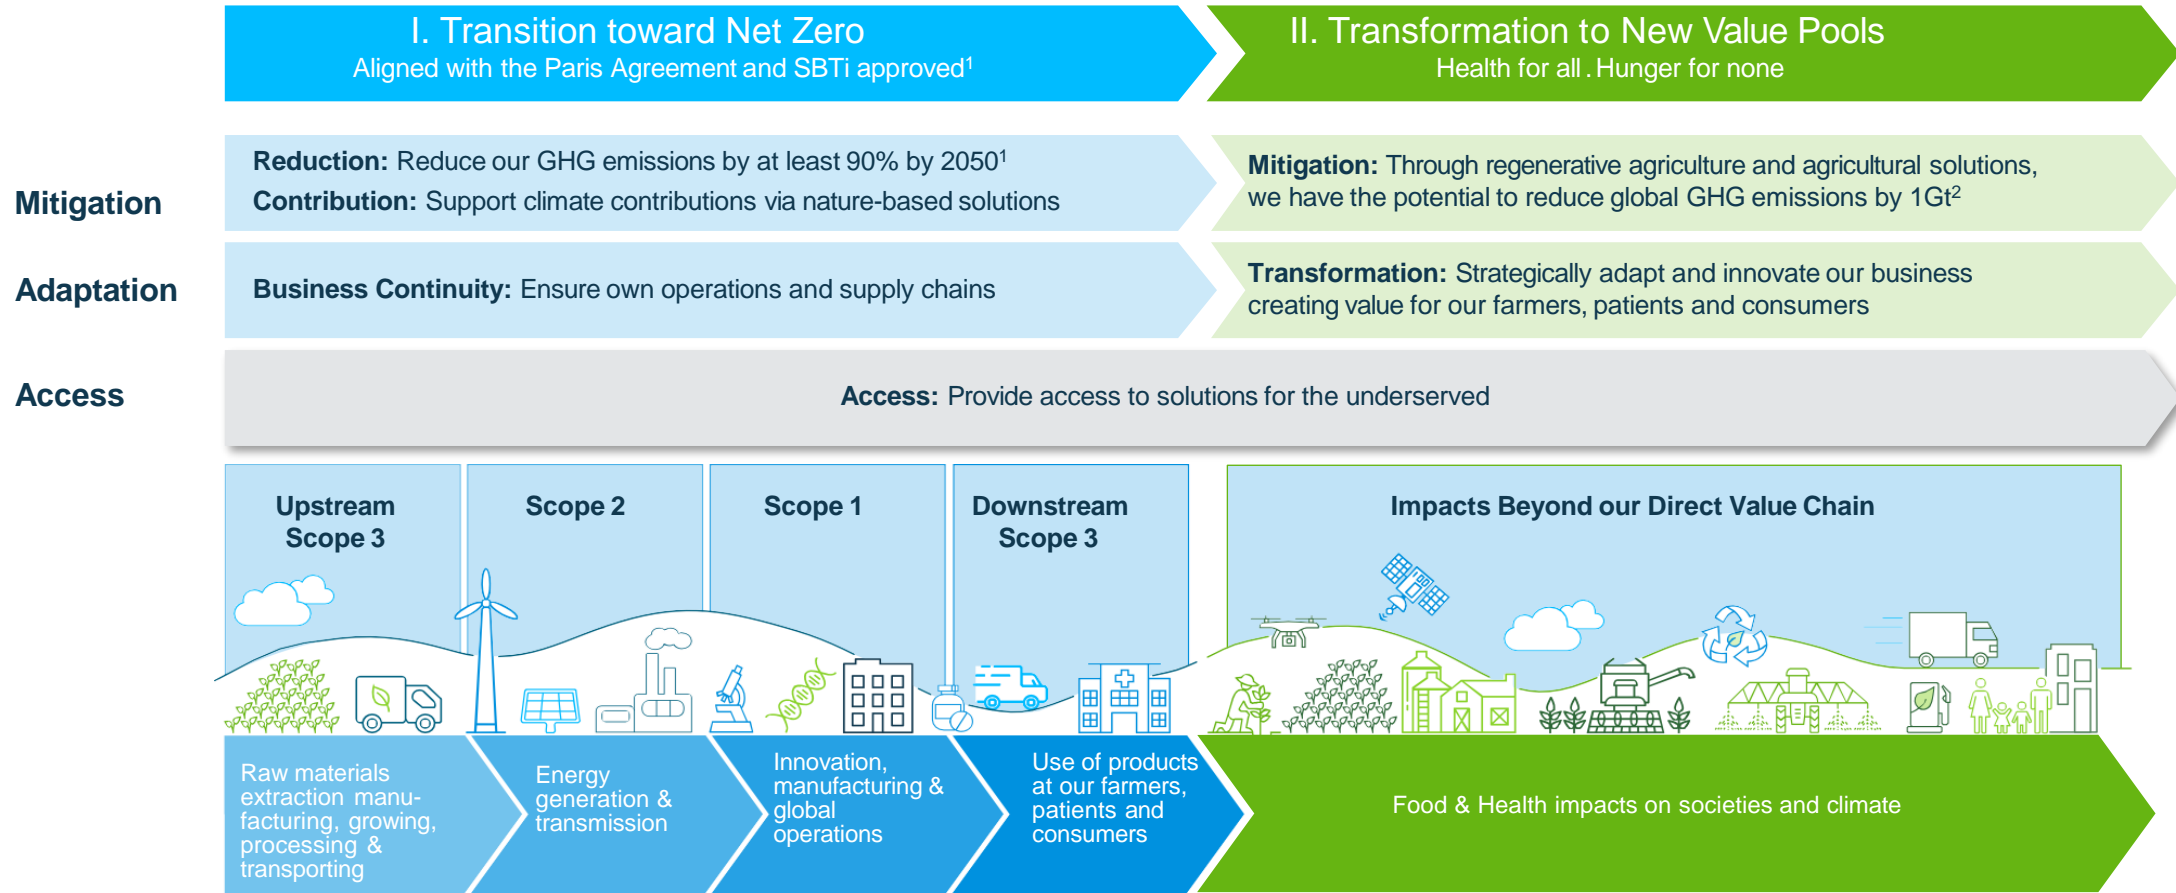 I. Transition toward Net Zero
Aligned with the Paris Agreement and SBTi approved¹
II. Transformation to New Value Pools
Health for all . Hunger for none
Mitigation
Reduction: Reduce our GHG emissions by at least 90% by 2050¹
Contribution: Support climate contributions via nature-based solutions
Mitigation: Through regenerative agriculture and agricultural solutions,
we have the potential to reduce global GHG emissions by 1Gt²
Adaptation
Business Continuity: Ensure own operations and supply chains
Transformation: Strategically adapt and innovate our business
creating value for our farmers, patients and consumers
Access
Access: Provide access to solutions for the underserved
Upstream
Scope 3
Scope 2
Scope 1
Downstream
Scope 3
Impacts Beyond our Direct Value Chain
Raw materials
extraction manu-
facturing, growing,
processing &
transporting
Energy
generation &
transmission
Innovation,
manufacturing &
global
operations
Use of products
at our farmers,
patients and
consumers
Food & Health impacts on societies and climate